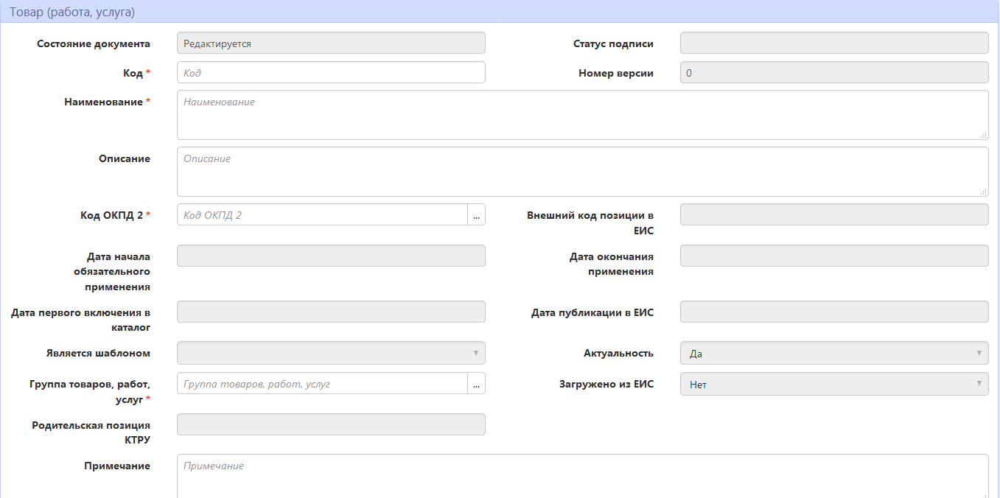 Товар (работа, услуга)
Состояние документа
Редактируется
Статус подписи
Код *
Код
Номер версии
0
Наименование *
Наименование
Описание
Описание
Код ОКПД 2 *
Код ОКПД 2
...
Внешний код позиции в
ЕИС
Дата начала
обязательного
применения
Дата окончания
применения
Дата первого включения в
каталог
Дата публикации в ЕИС
Является шаблоном
Актуальность
Да
Группа товаров, работ,
услуг *
Группа товаров, работ, услуг
...
Загружено из ЕИС
Нет
Родительская позиция
КТРУ
Примечание
Примечание